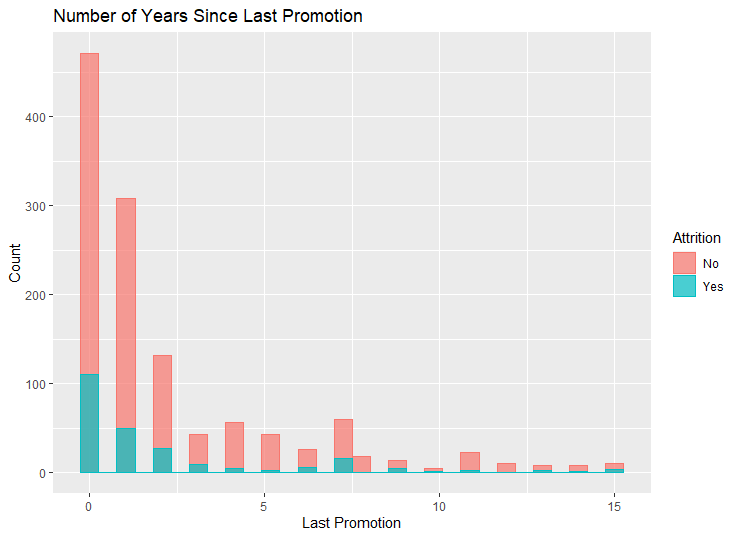 Number of Years Since Last Promotion
400
300
200
100
0
Count
0 5 10 15
Last Promotion
Attrition
No
Yes